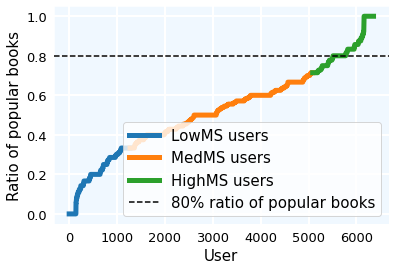 Ratio of popular books
1.0
0.8
0.6
0.4
0.2
0.0
LowMS users
MedMS users
HighMS users
80% ratio of popular books
0 1000 2000 3000 4000 5000 6000
User